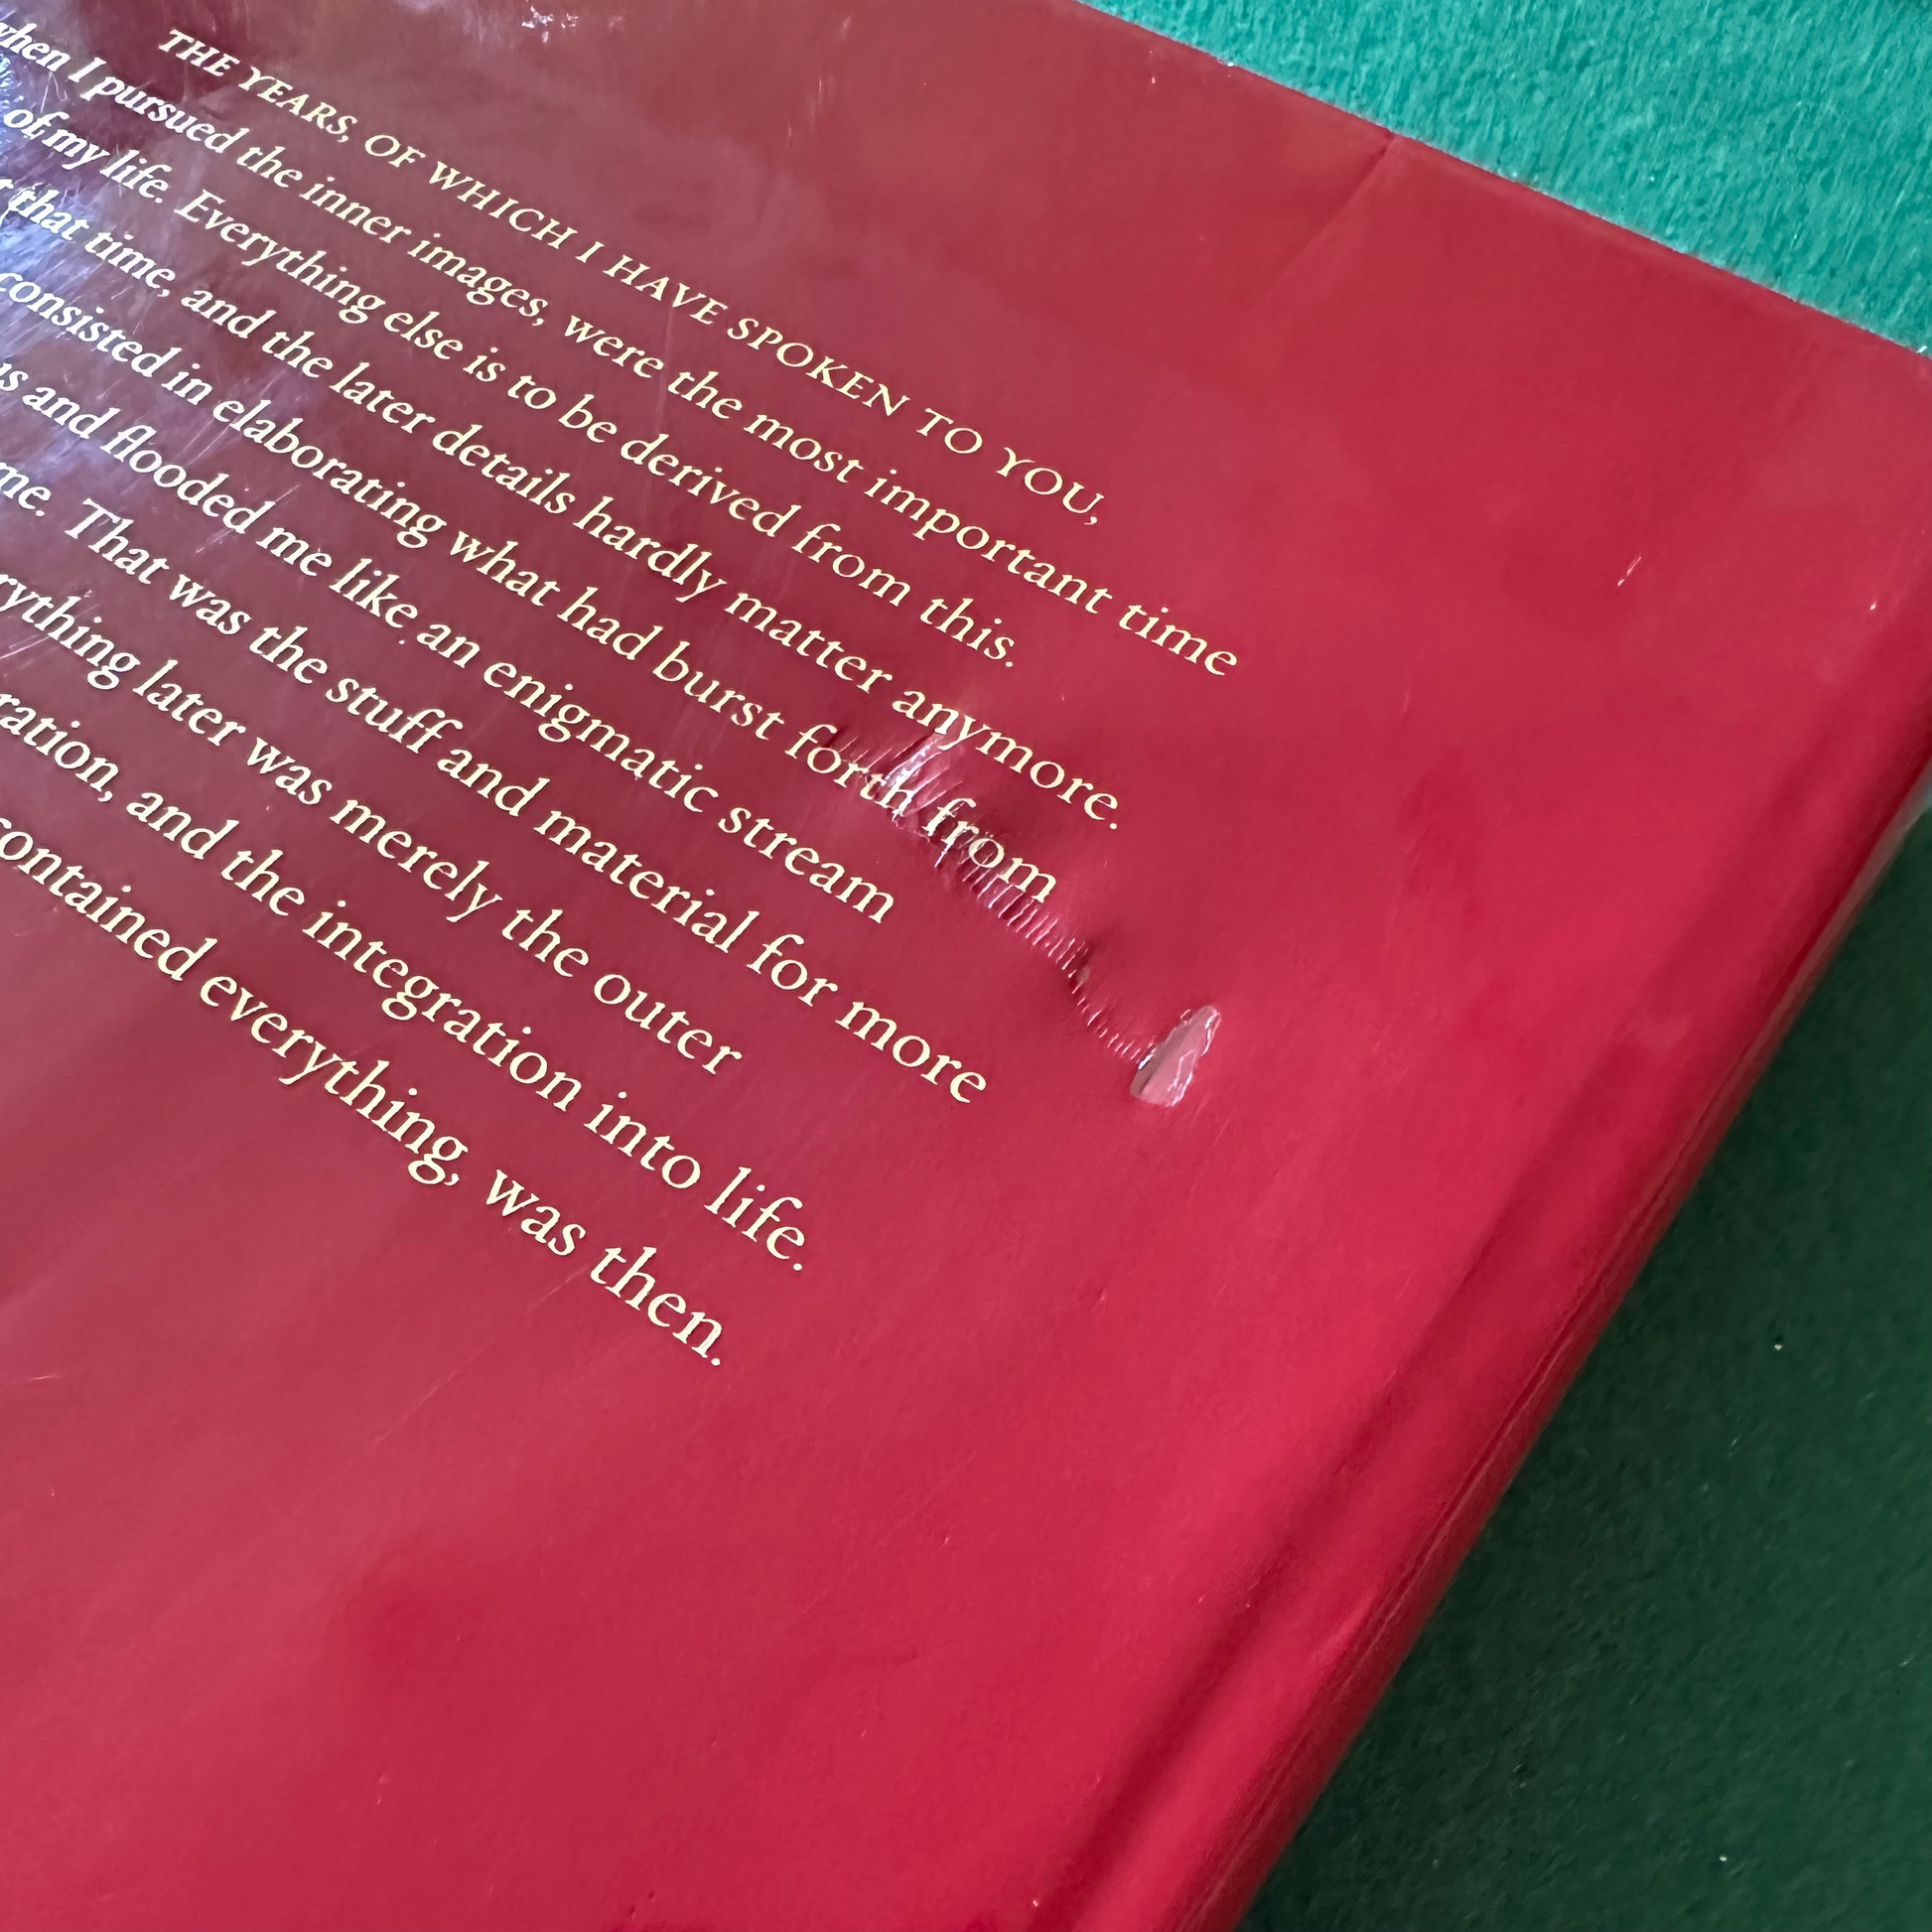 THE YEARS, OF WHICH I HAVE SPOKEN TO YOU,
when I pursued the inner images, were the most important time
of my life. Everything else is to be derived from this.
that time, and the later details hardly matter anymore.
consisted in elaborating what had burst forth from
and flooded me like an enigmatic stream
me. That was the stuff and material for more
later was merely the outer
and the integration into life.
contained everything, was then.